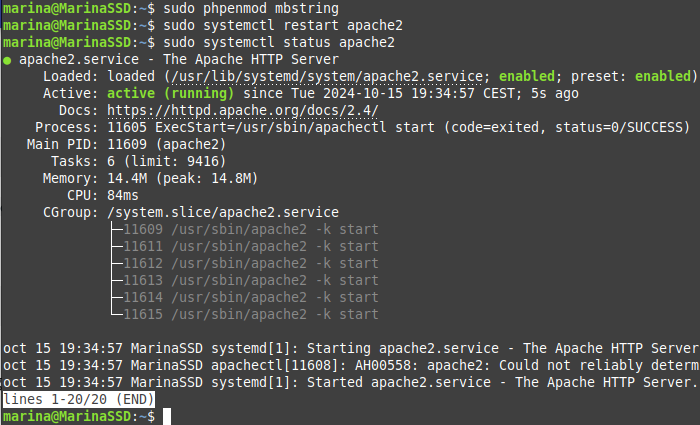 marina@MarinaSSD:~$ sudo phpenmod mbstring
marina@MarinaSSD:~$ sudo systemctl restart apache2
marina@MarinaSSD:~$ sudo systemctl status apache2
● apache2.service - The Apache HTTP Server
     Loaded: loaded (/usr/lib/systemd/system/apache2.service; enabled; preset: enabled)
     Active: active (running) since Tue 2024-10-15 19:34:57 CEST; 5s ago
       Docs: https://httpd.apache.org/docs/2.4/
    Process: 11605 ExecStart=/usr/sbin/apachectl start (code=exited, status=0/SUCCESS)
   Main PID: 11609 (apache2)
      Tasks: 6 (limit: 9416)
     Memory: 14.4M (peak: 14.8M)
        CPU: 84ms
     CGroup: /system.slice/apache2.service
             ├─11609 /usr/sbin/apache2 -k start
             ├─11611 /usr/sbin/apache2 -k start
             ├─11612 /usr/sbin/apache2 -k start
             ├─11613 /usr/sbin/apache2 -k start
             ├─11614 /usr/sbin/apache2 -k start
             └─11615 /usr/sbin/apache2 -k start
oct 15 19:34:57 MarinaSSD systemd[1]: Starting apache2.service - The Apache HTTP Server
oct 15 19:34:57 MarinaSSD apachectl[11608]: AH00558: apache2: Could not reliably determ
oct 15 19:34:57 MarinaSSD systemd[1]: Started apache2.service - The Apache HTTP Server.
lines 1-20/20 (END)
marina@MarinaSSD:~$